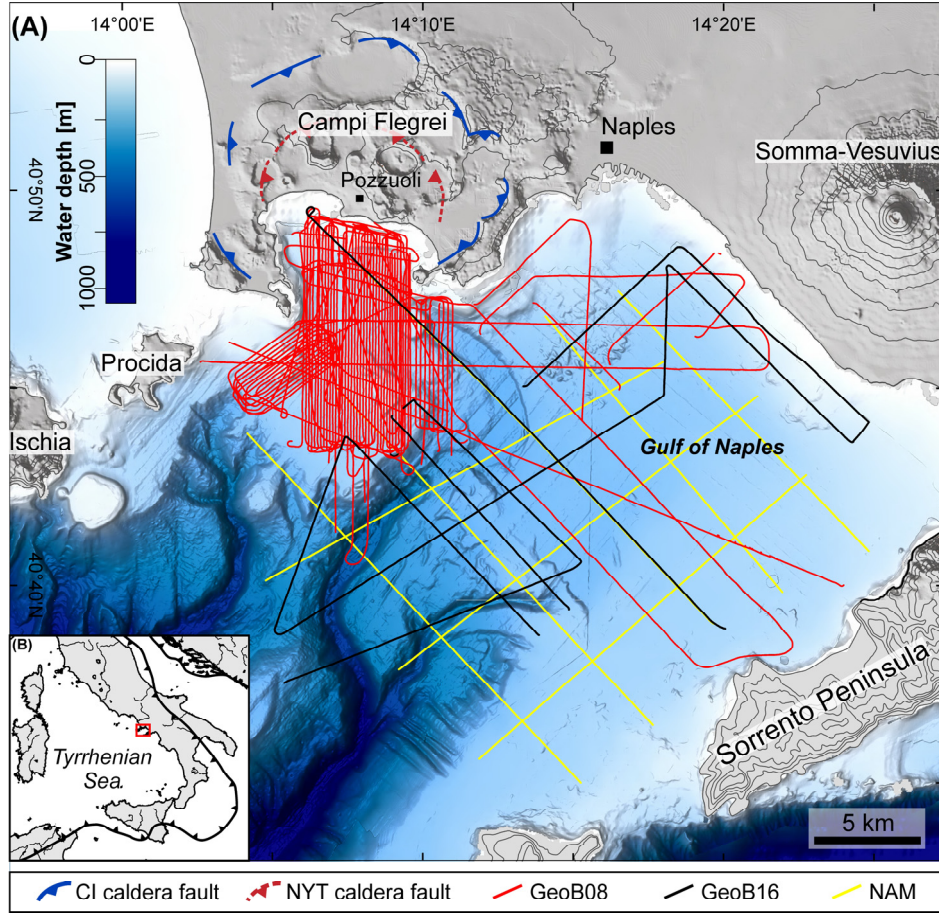 14°00'E
14°10'E
14°20'E
(A)
0
500
1000
Water depth [m]
40°50'N
Campi Flegrei
Naples
Somma-Vesuvius
Pozzuoli
Procida
Ischia
Gulf of Naples
40°40'N
(B)
Tyrrhenian
Sea.
Sorrento Peninsula
5 km
CI caldera fault
NYT caldera fault
GeoB08
GeoB16
NAM